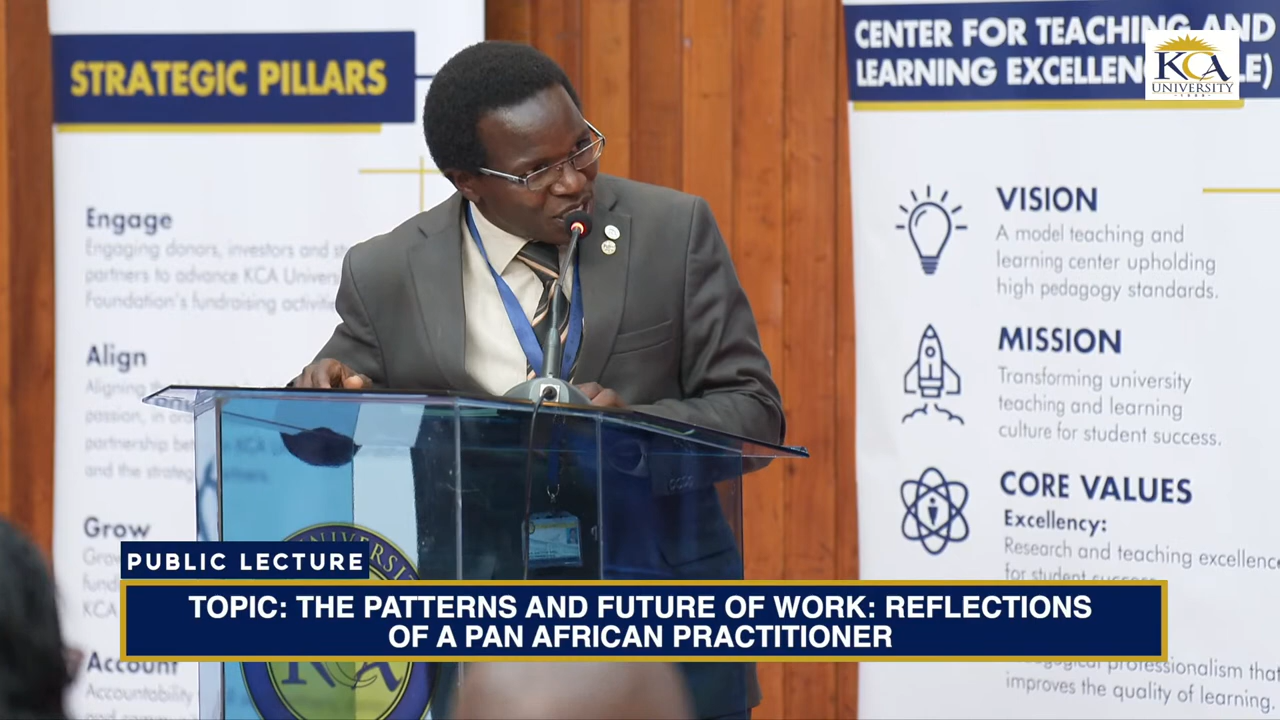 STRATEGIC PILLARS
Engage
Engaging donors, investors and
partners to advance KCA
Foundation's fundraising
Align
Aligning
passion, in
partnership
and the
Grow
KCA
Account
Accountability
CENTER FOR TEACHING AND
LEARNING
KCA
UNIVERSITY
VISION
A model teaching and
learning center upholding
high pedagogy standards.
MISSION
Transforming university
teaching and learning
culture for student success.
CORE VALUES
Excellency:
Research and teaching excellence
for student
professionalism that
improves the quality of learning.
PUBLIC LECTURE
TOPIC: THE PATTERNS AND FUTURE OF WORK: REFLECTIONS
OF A PAN AFRICAN PRACTITIONER